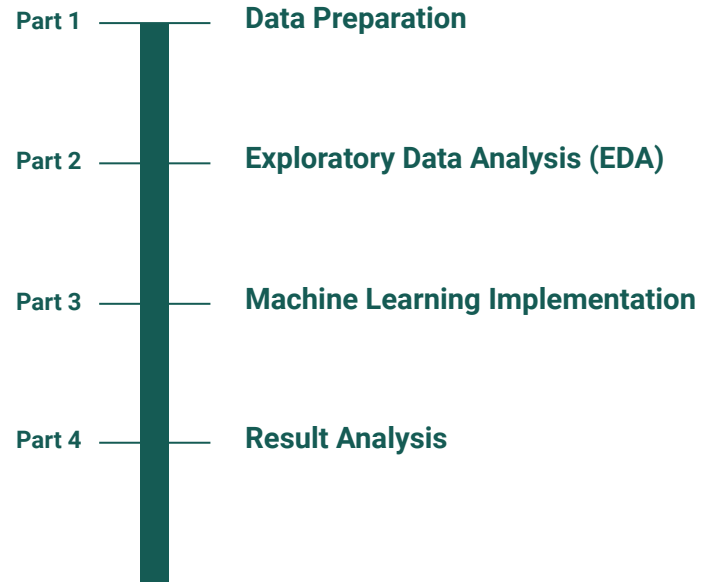 Part 1 Data Preparation
Part 2 Exploratory Data Analysis (EDA)
Part 3 Machine Learning Implementation
Part 4 Result Analysis